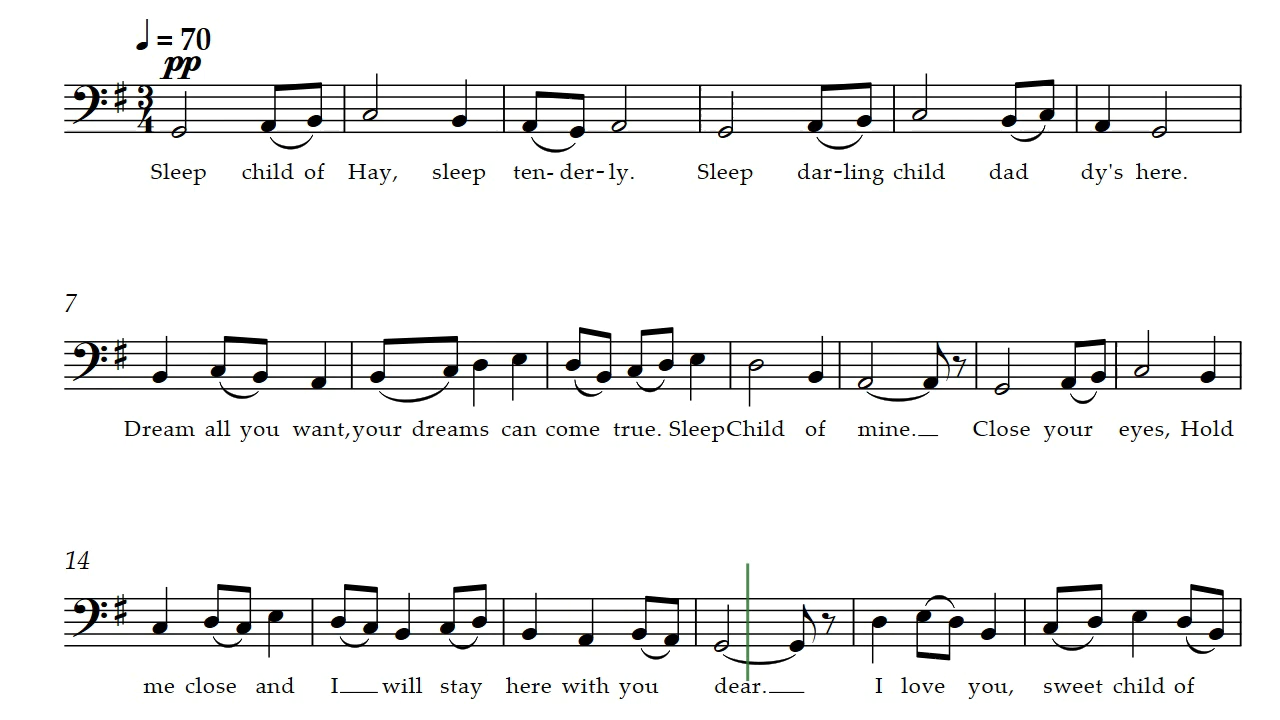 = 70
pp
3
4
Sleep child of Hay, sleep ten- der-ly. Sleep dar-ling child dad dy's here.
7
Dream all you want, your dreams can come true. Sleep Child of mine. Close your eyes, Hold
14
me close and I will stay here with you dear. I love you, sweet child of